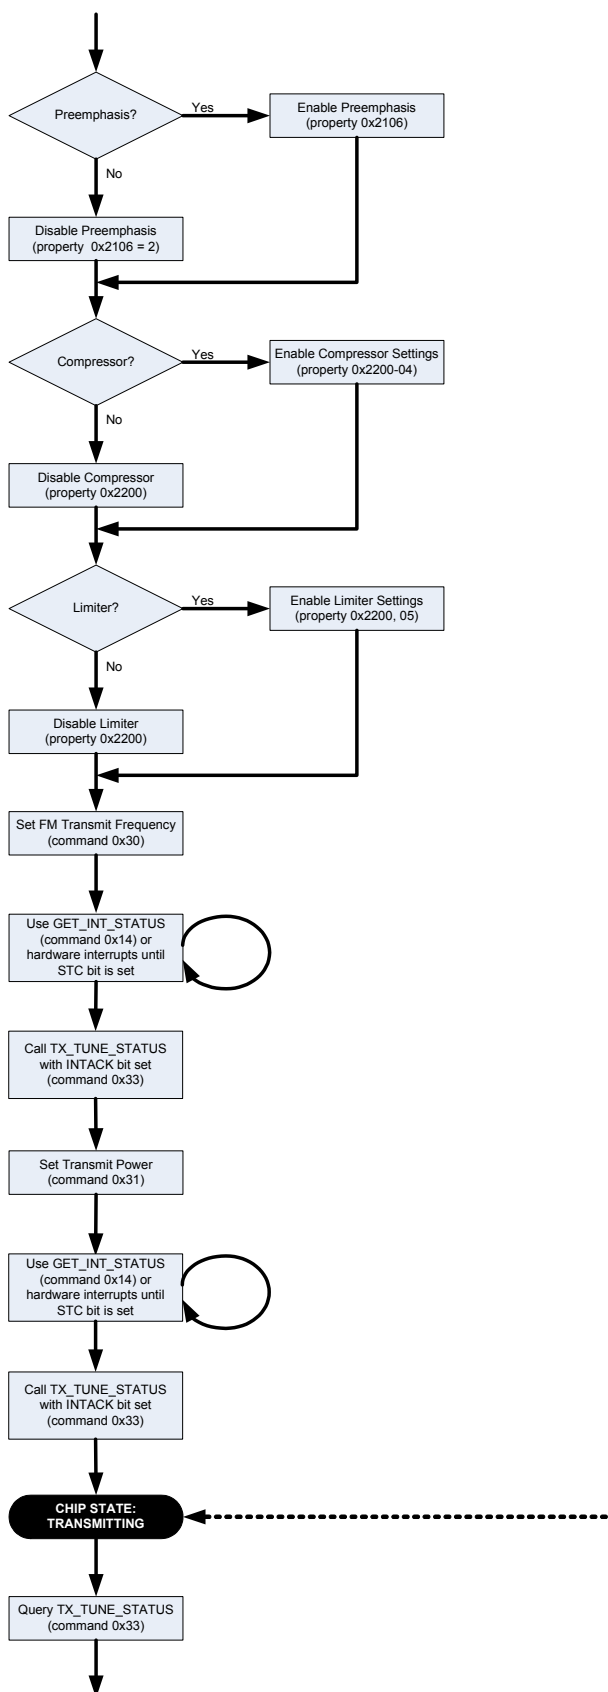 Preemphasis?
Yes
Enable Preemphasis
(property 0x2106)
No
Disable Preemphasis
(property 0x2106 = 2)
Compressor?
Yes
Enable Compressor Settings
(property 0x2200-04)
No
Disable Compressor
(property 0x2200)
Limiter?
Yes
Enable Limiter Settings
(property 0x2200, 05)
No
Disable Limiter
(property 0x2200)
Set FM Transmit Frequency
(command 0x30)
Use GET_INT_STATUS
(command 0x14) or
hardware interrupts until
STC bit is set
Call TX_TUNE_STATUS
with INTACK bit set
(command 0x33)
Set Transmit Power
(command 0x31)
Use GET_INT_STATUS
(command 0x14) or
hardware interrupts until
STC bit is set
Call TX_TUNE_STATUS
with INTACK bit set
(command 0x33)
CHIP STATE:
TRANSMITTING
Query TX_TUNE_STATUS
(command 0x33)